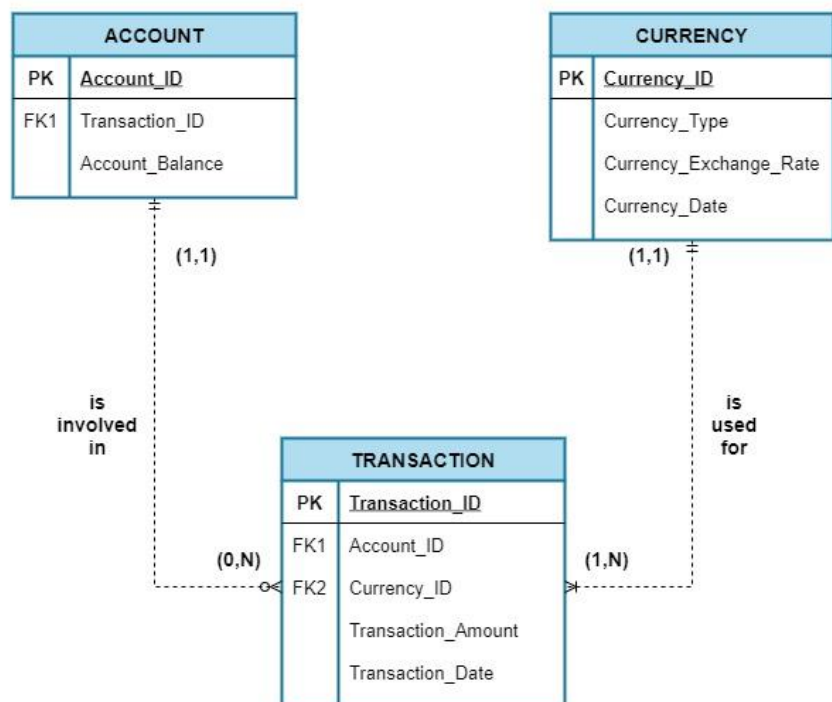 ACCOUNT
PK Account_ID
FK1 Transaction_ID
Account_Balance
CURRENCY
PK Currency_ID
Currency_Type
Currency_Exchange_Rate
Currency_Date
(1,1)
(1,1)
is
involved
in
is
used
for
TRANSACTION
PK Transaction_ID
FK1 Account_ID
FK2 Currency_ID
Transaction_Amount
Transaction_Date
(0,N)
(1,N)